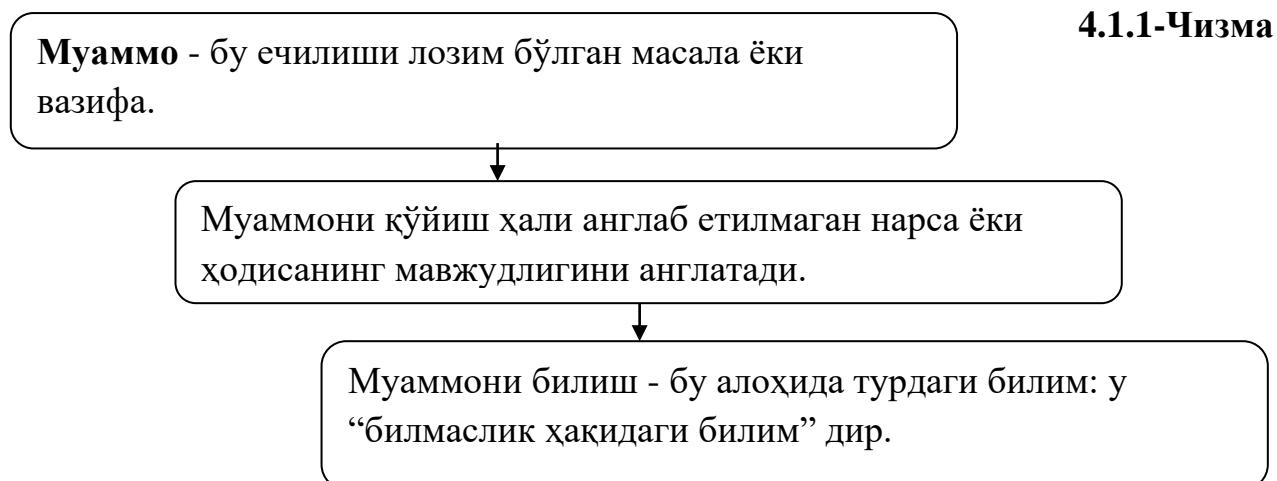 4.1.1-Чизма
Муаммо - бу ечилиши лозим бўлган масала ёки
вазифа.
Муаммони қўйиш ҳали англаб етилмаган нарса ёки
ҳодисанинг мавжудлигини англатади.
Муаммони билиш - бу алоҳида турдаги билим: у
“билмаслик ҳақидаги билим” дир.